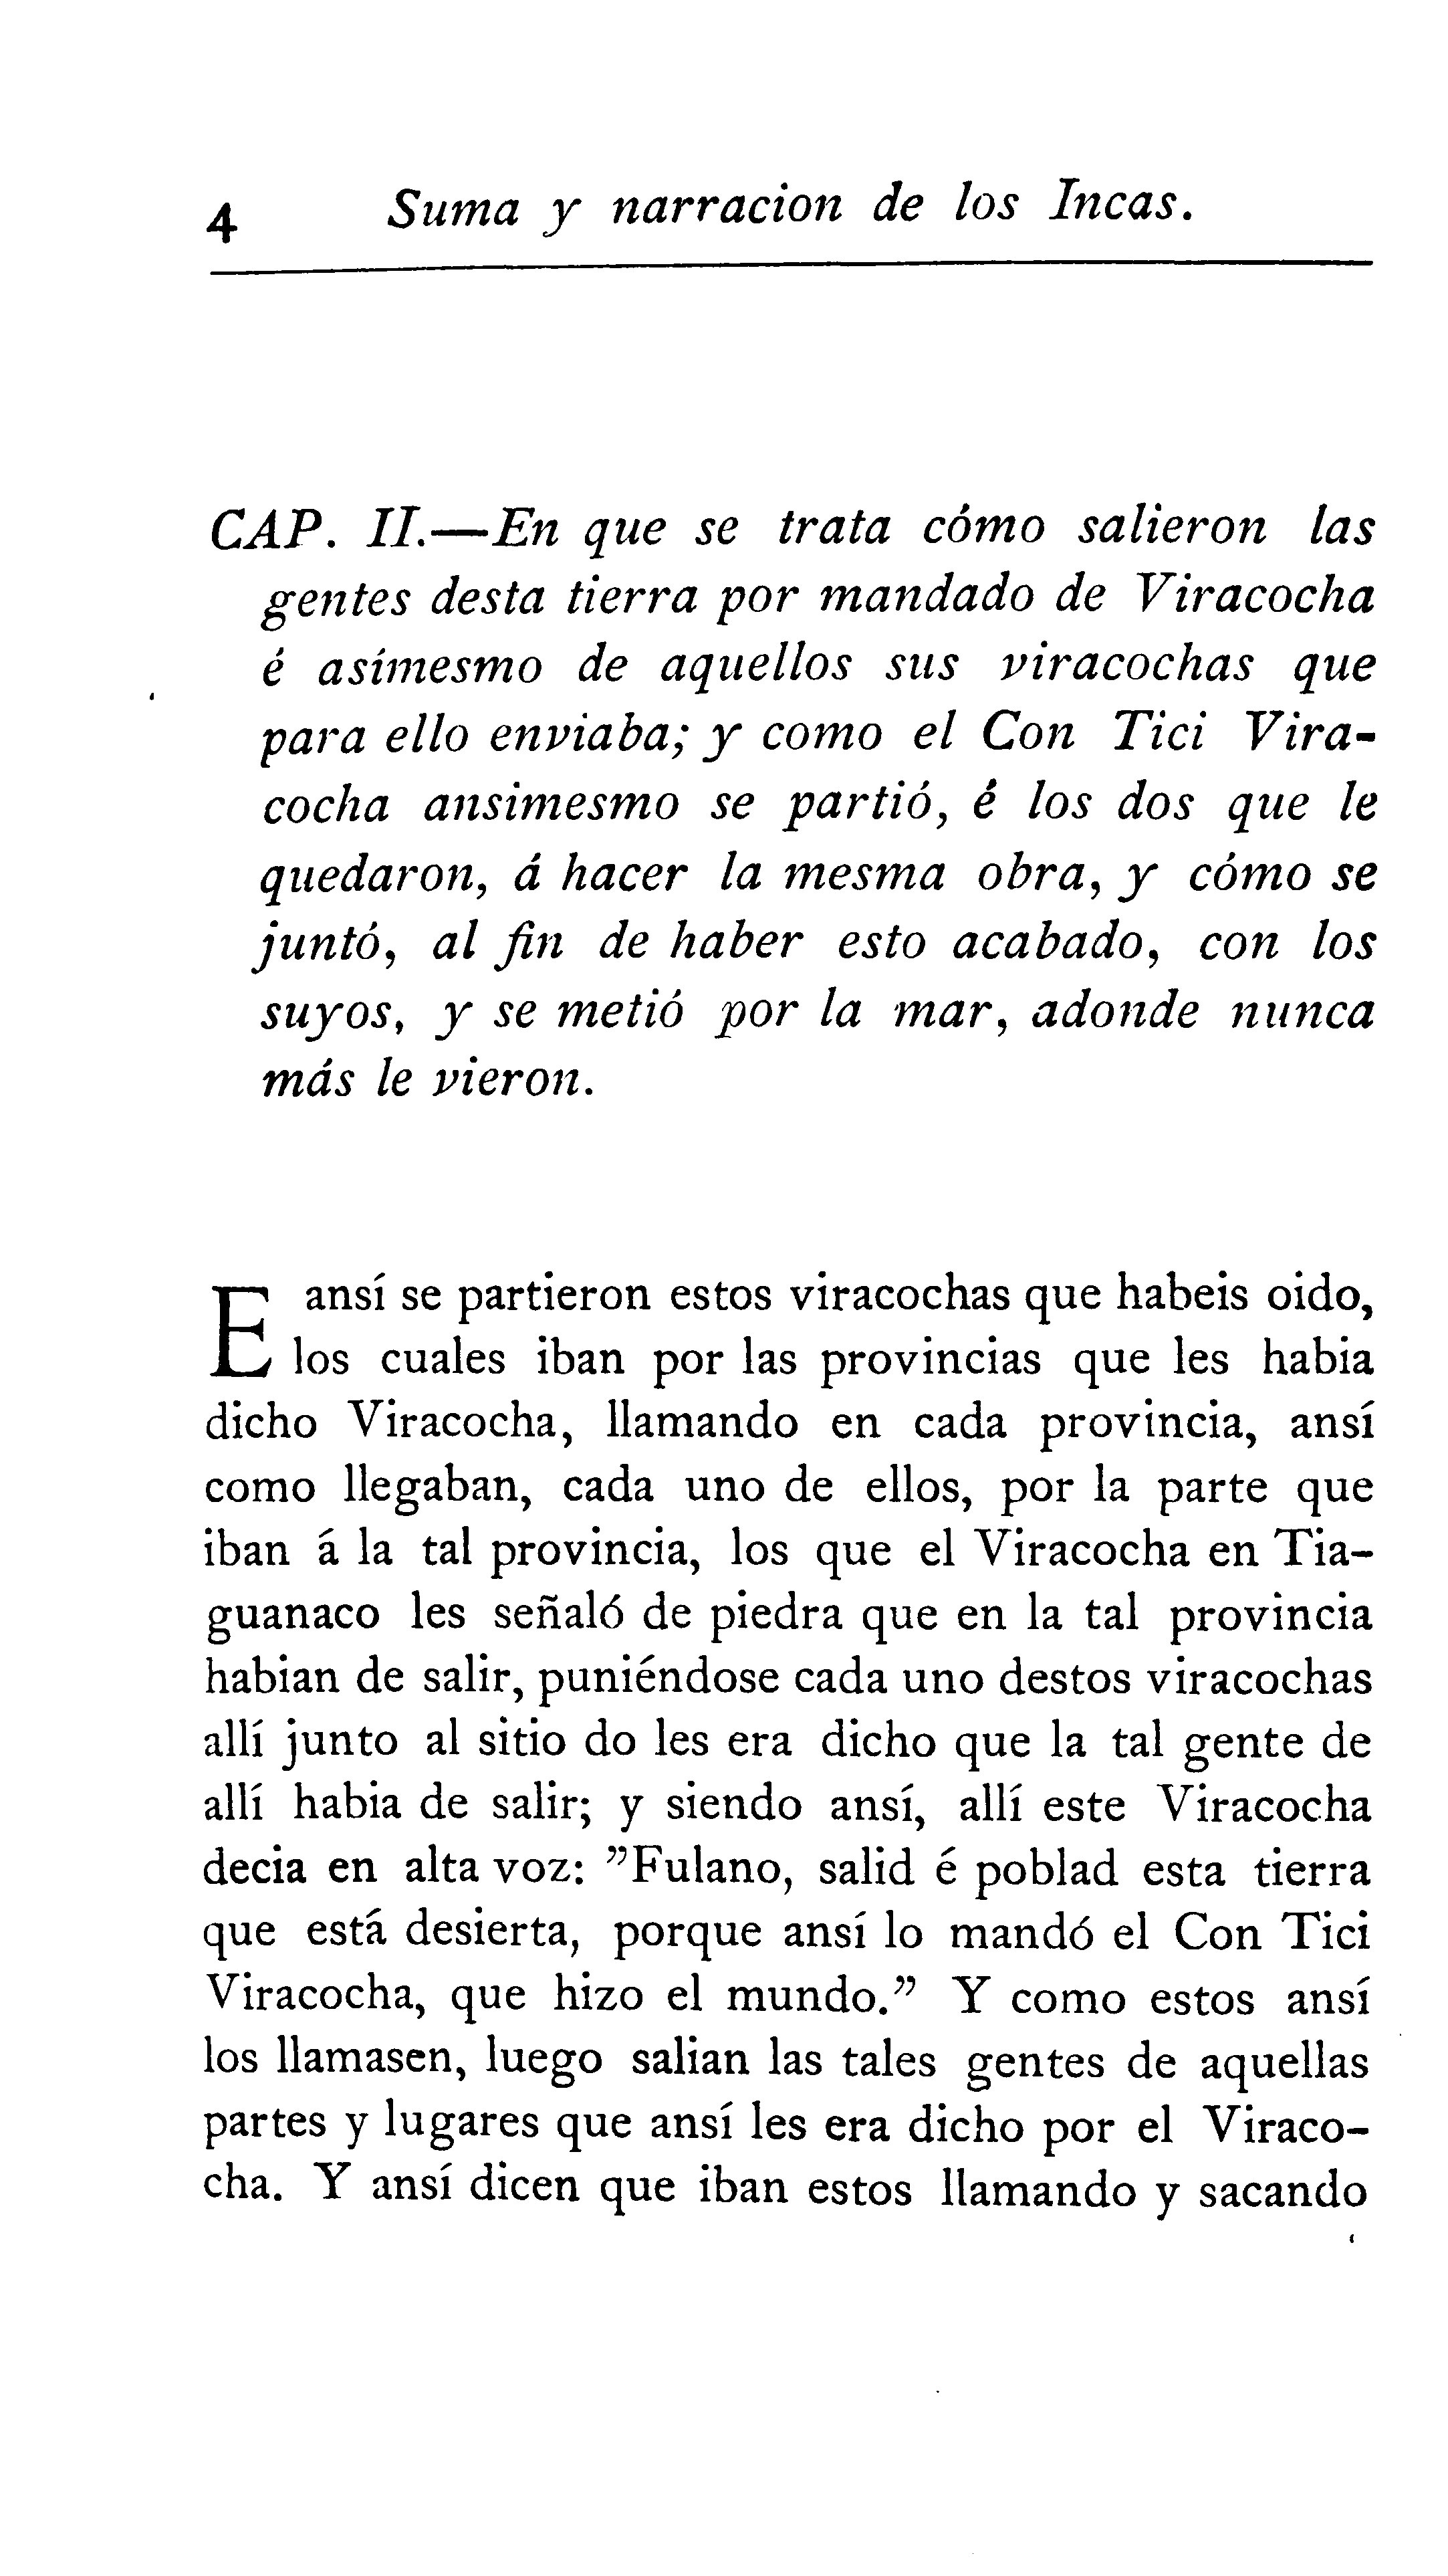 4 Suma y narracion de los Incas.
CAP. II.—En que se trata cómo salieron las
gentes desta tierra por mandado de Viracocha
é asímesmo de aquellos sus viracochas que
para ello enviaba; y como el Con Tici Vira-
cocha ansimesmo se partió, é los dos que le
quedaron, á hacer la mesma obra, y cómo se
juntó, al fin de haber esto acabado, con los
suyos, y se metió por la mar, adonde nunca
más le vieron.
E ansí se partieron estos viracochas que habeis oido,
los cuales iban por las provincias que les habia
dicho Viracocha, llamando en cada provincia, ansí
como llegaban, cada uno de ellos, por la parte que
iban á la tal provincia, los que el Viracocha en Tia-
guanaco les señaló de piedra que en la tal provincia
habian de salir, puniéndose cada uno destos viracochas
allí junto al sitio do les era dicho que la tal gente de
allí habia de salir; y siendo ansí, allí este Viracocha
decia en alta voz: ”Fulano, salid é poblad esta tierra
que está desierta, porque ansí lo mandó el Con Tici
Viracocha, que hizo el mundo.” Y como estos ansí
los llamasen, luego salian las tales gentes de aquellas
partes y lugares que ansí les era dicho por el Viraco-
cha. Y ansí dicen que iban estos llamando y sacando